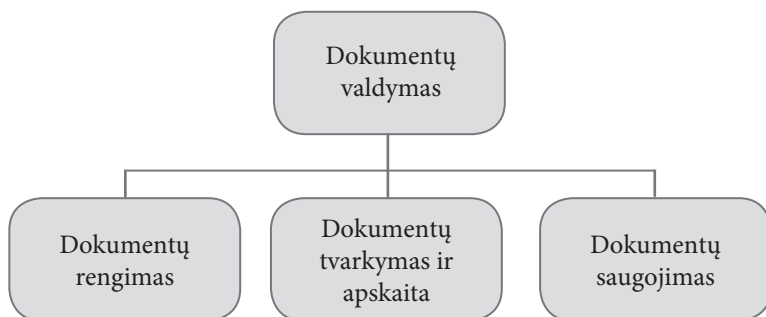 Dokumentų
valdymas
Dokumentų
rengimas
Dokumentų
tvarkymas ir
apskaita
Dokumentų
saugojimas